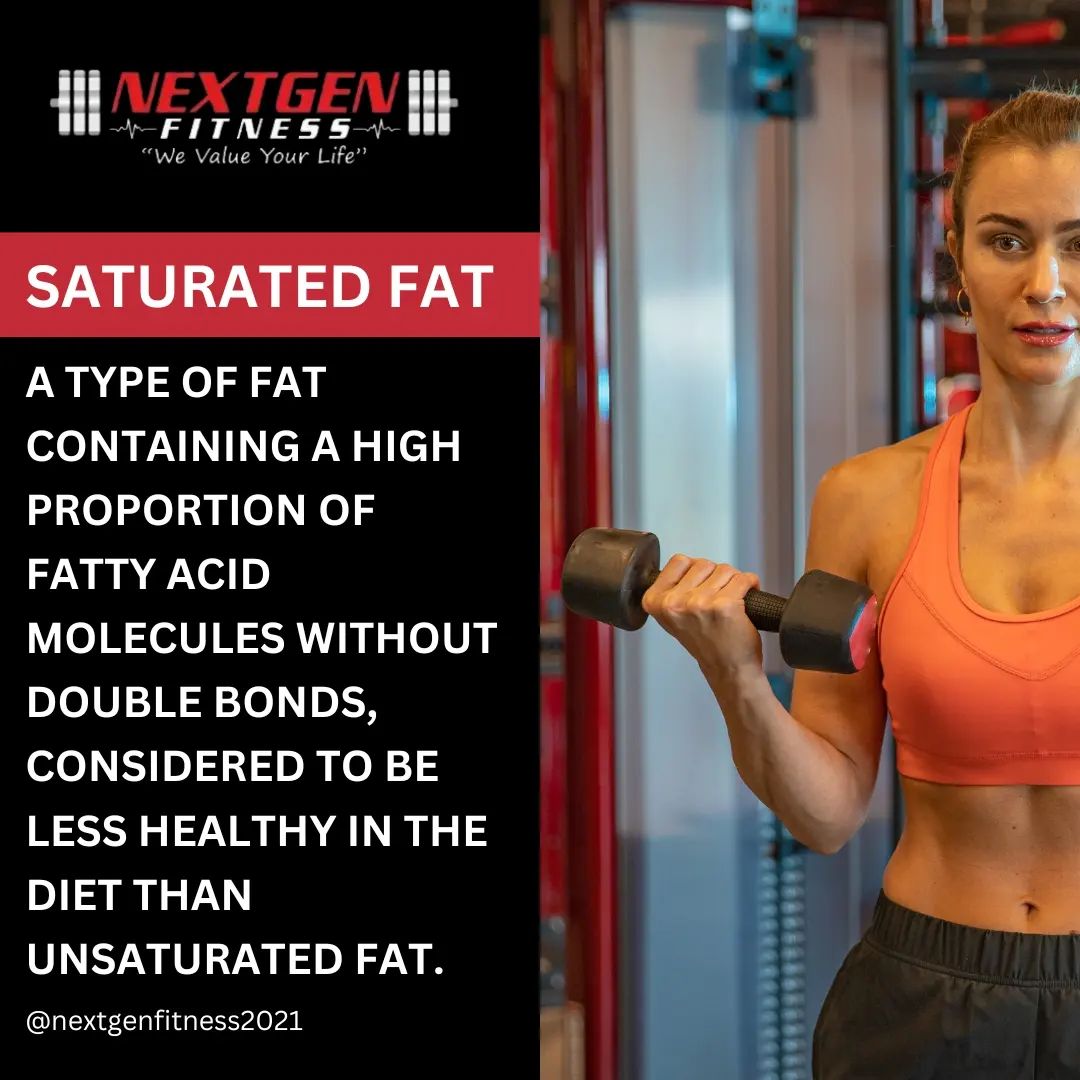 NEXTGEN
FITNESS
"We Value Your Life"
SATURATED FAT
A TYPE OF FAT
CONTAINING A HIGH
PROPORTION OF
FATTY ACID
MOLECULES WITHOUT
DOUBLE BONDS,
CONSIDERED TO BE
LESS HEALTHY IN THE
DIET THAN
UNSATURATED FAT.
@nextgenfitness2021